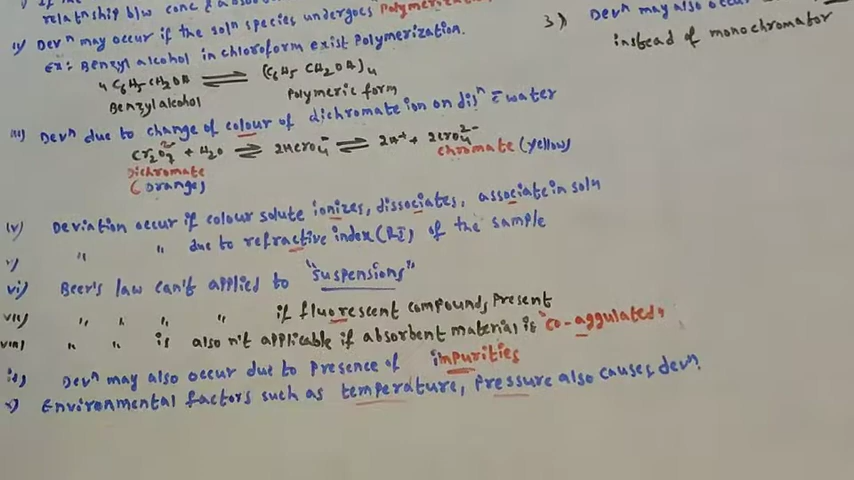 relatnship b/w conc & abso
ii) Devⁿ may occur if the solⁿ species undergoes Polymeriza
Ex: Benzyl alcohol in chloroform exist Polymerization.
4 C6H5CH2OH ⇌ (C6H5 CH2OH)4
Benzyl alcohol Polymeric form
iii) Devⁿ due to change of colour of dichromate ion on disⁿ c̄ water
Cr2O7²⁻ + H2O ⇌ 2HCrO4⁻ ⇌ 2H⁺ + 2CrO4²⁻
Dichromate chromate (yellow)
(orange)
iv) Deviation occur if colour solute ionizes, dissociates, associate in solⁿ
v) " " due to refractive index (RI) of the sample
vi) Beer's law can't applied to "suspensions"
vii) " " " " if fluorescent compounds present
viii) " " is also n't applicable if absorbent material is "co-aggulated"
ix) Devⁿ may also occur due to presence of impurities
x) Environmental factors such as temperature, pressure also causes devⁿ.
3) Devⁿ may also occur
instead of monochromator